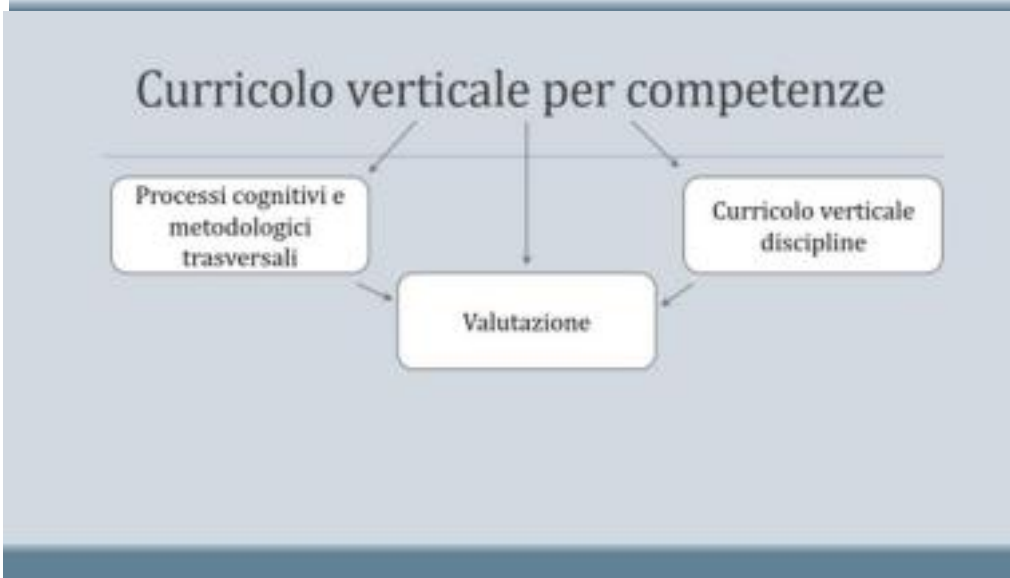 Curricolo verticale per competenze
Processi cognitivi e
metodologici
trasversali
Curricolo verticale
discipline
Valutazione